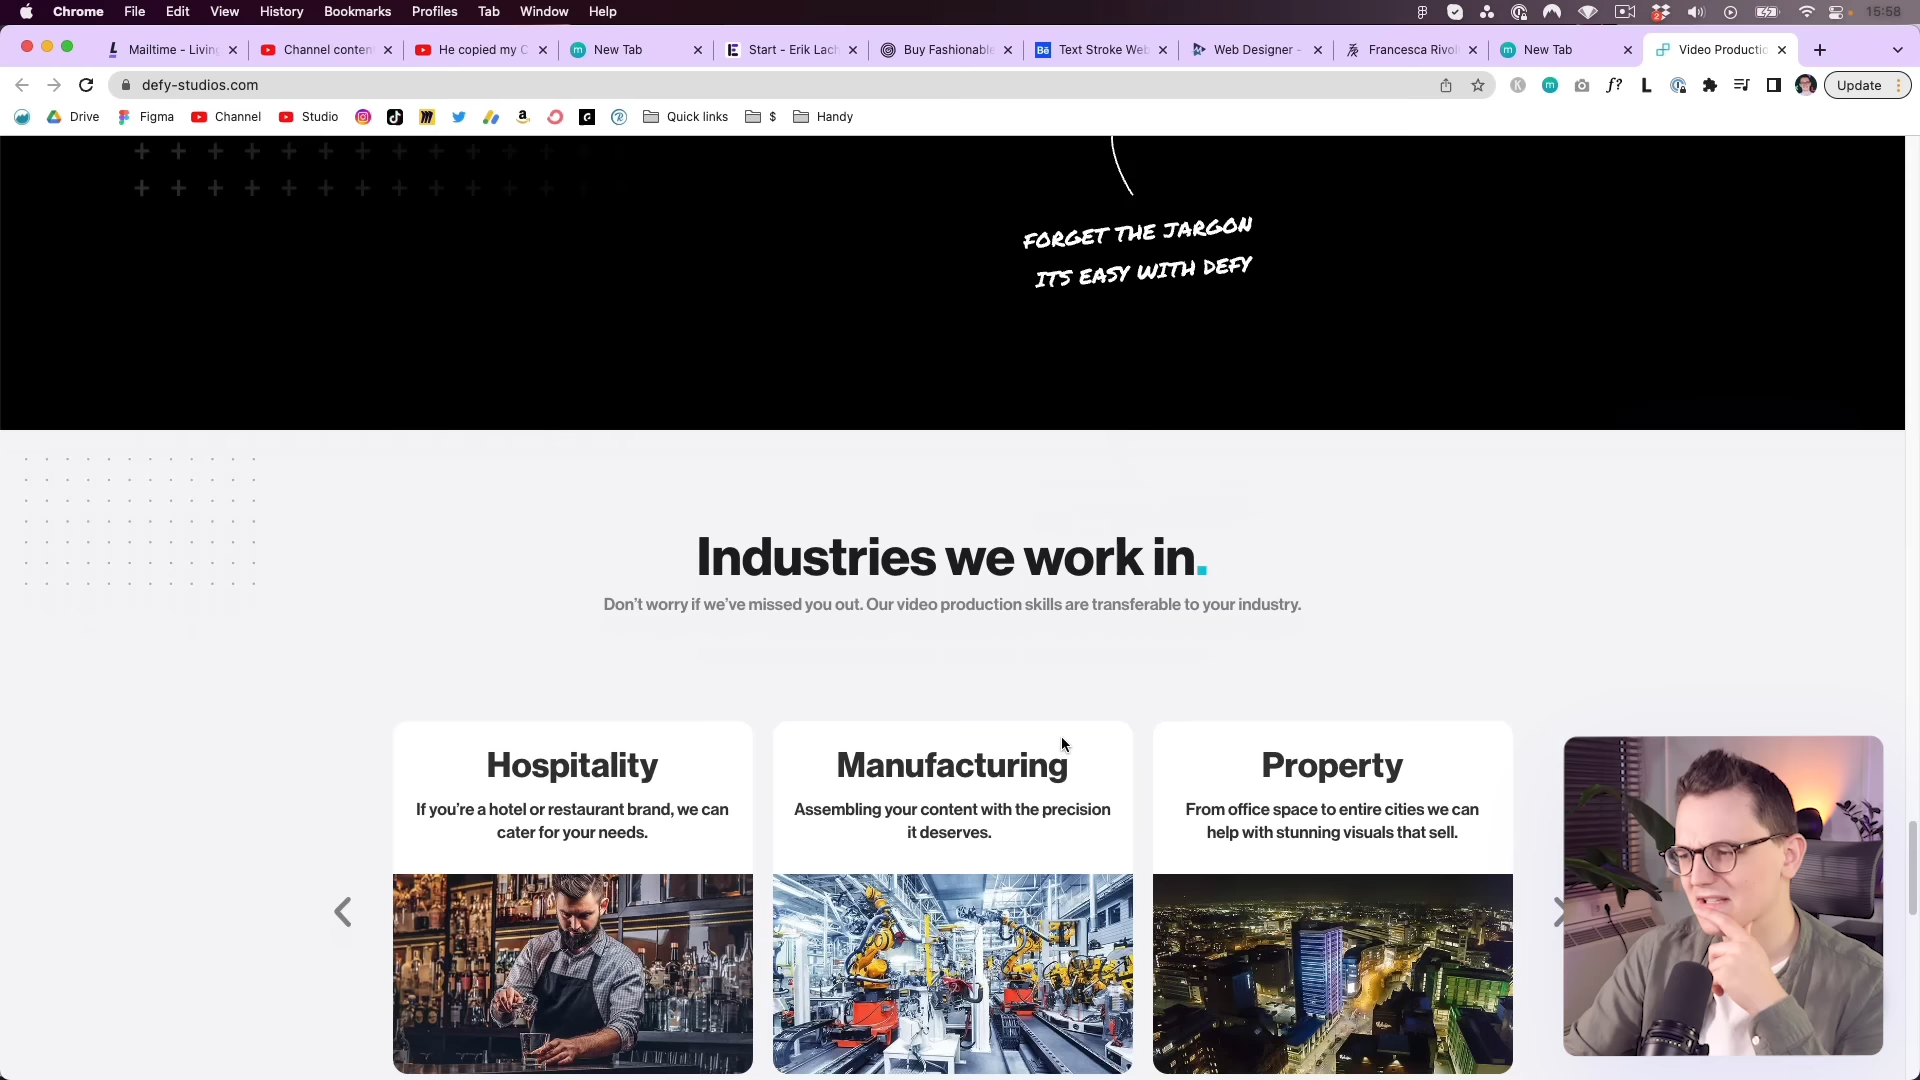 Chrome File Edit View History Bookmarks Profiles Tab Window Help 15:58
Mailtime - Living
Channel conten
He copied my C
New Tab
Start - Erik Lach
Buy Fashionable
Text Stroke Web
Web Designer -
Francesca Rivol
New Tab
Video Productio
defy-studios.com
Update
Drive Figma Channel Studio Quick links $ Handy
FORGET THE JARGON
ITS EASY WITH DEFY
Industries we work in.
Don't worry if we've missed you out. Our video production skills are transferable to your industry.
Hospitality
If you're a hotel or restaurant brand, we can
cater for your needs.
Manufacturing
Assembling your content with the precision
it deserves.
Property
From office space to entire cities we can
help with stunning visuals that sell.